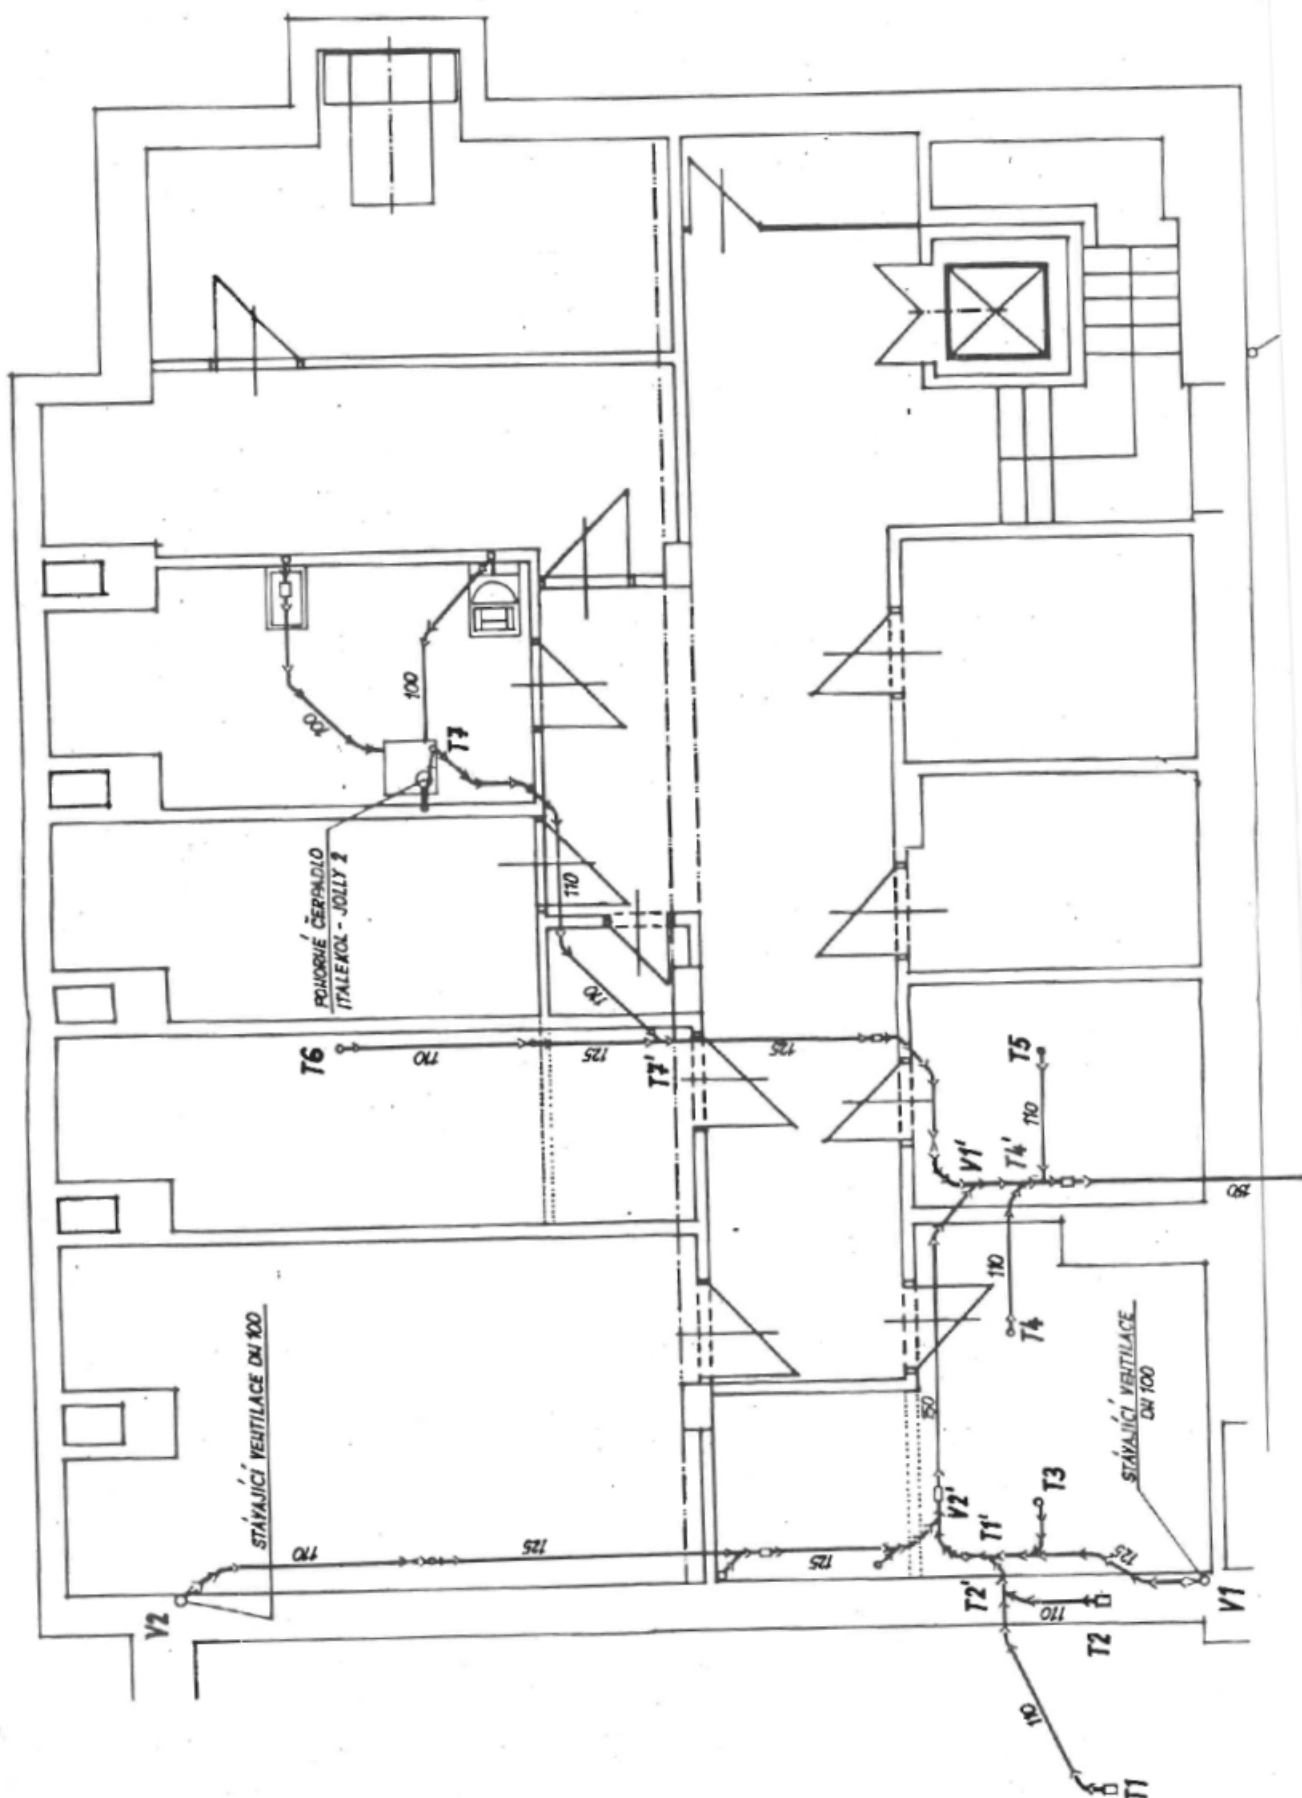 100
100
T7
PONORNÉ ČERPADLO
ITALEKOL - JOLLY 2
110
110
T6
110
125
T7'
125
T5
110
V1'
T4'
150
110
T4
STÁVAJÍCÍ VENTILACE DN 100
STÁVAJÍCÍ VENTILACE
DN 100
150
T3
V2'
T1'
110
125
125
125
V2
T2'
110
V1
T2
110
T1